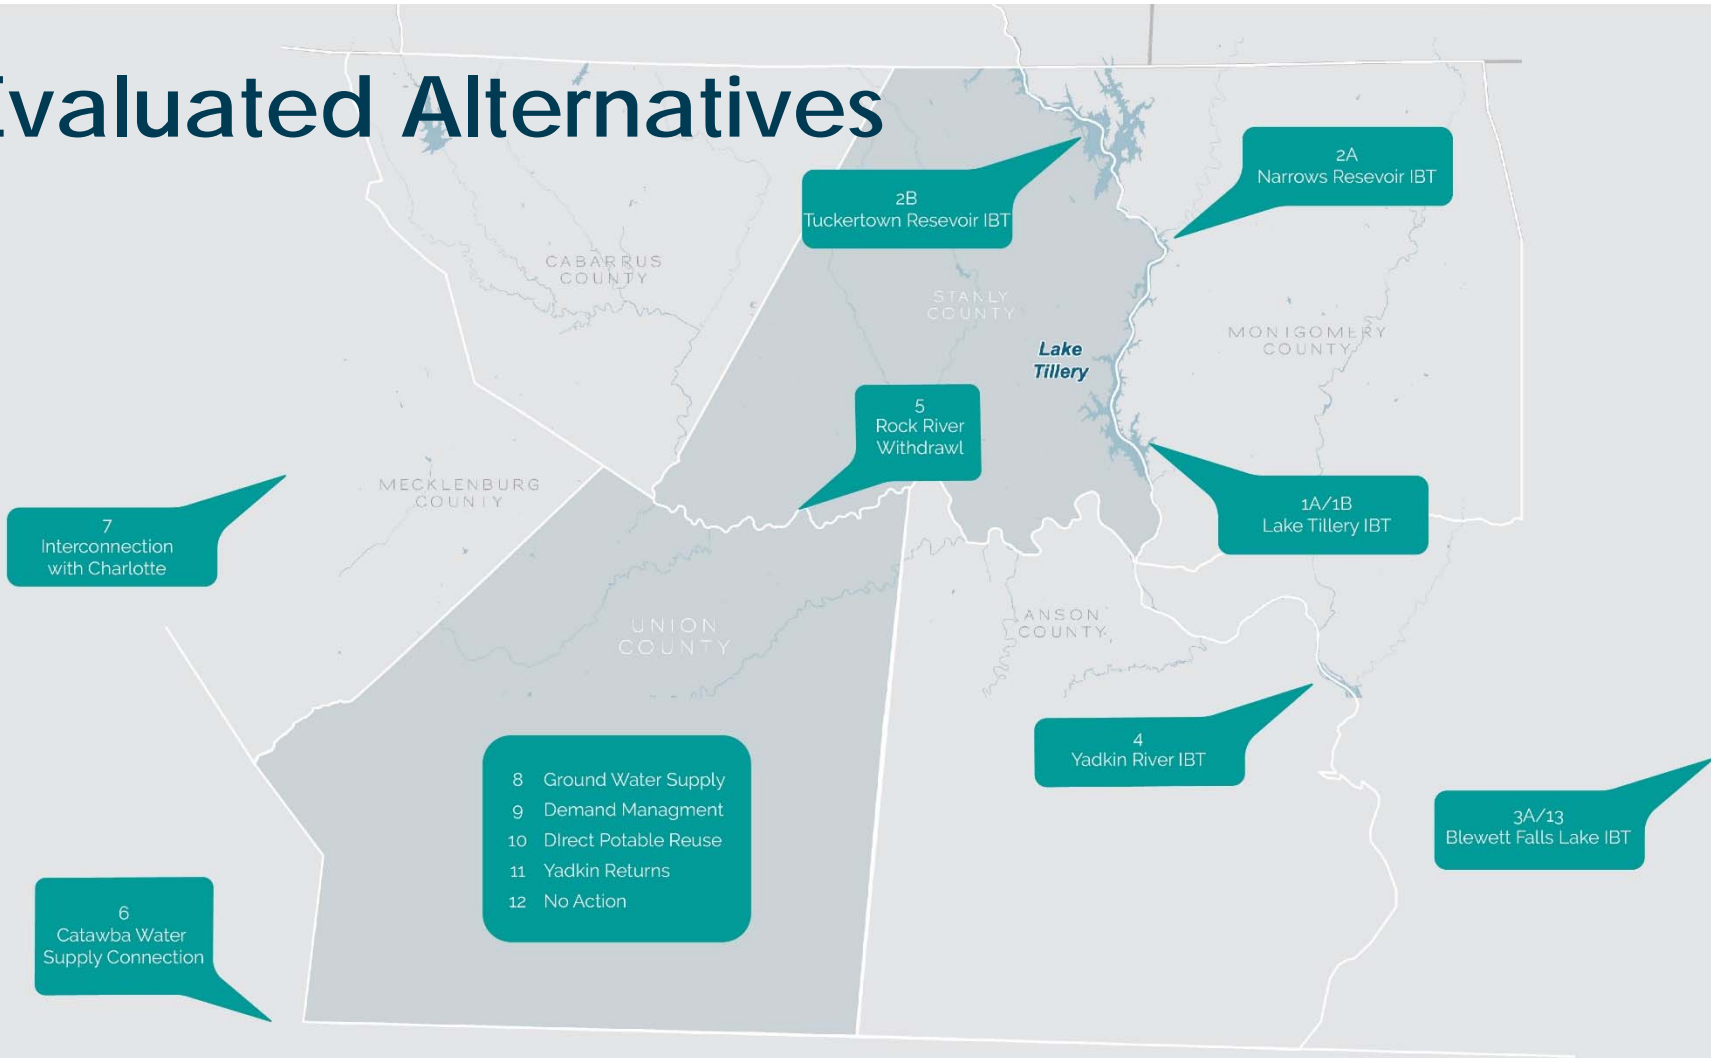 Evaluated Alternatives
2A
Narrows Resevoir IBT
2B
Tuckertown Resevoir IBT
CABARRUS
COUNTY
STANLY
COUNTY
MONTGOMERY
COUNTY
Lake
Tillery
5
Rock River
Withdrawl
MECKLENBURG
COUNTY
1A/1B
Lake Tillery IBT
7
Interconnection
with Charlotte
UNION
COUNTY
ANSON
COUNTY
4
Yadkin River IBT
8 Ground Water Supply
9 Demand Managment
10 DIrect Potable Reuse
11 Yadkin Returns
12 No Action
3A/13
Blewett Falls Lake IBT
6
Catawba Water
Supply Connection